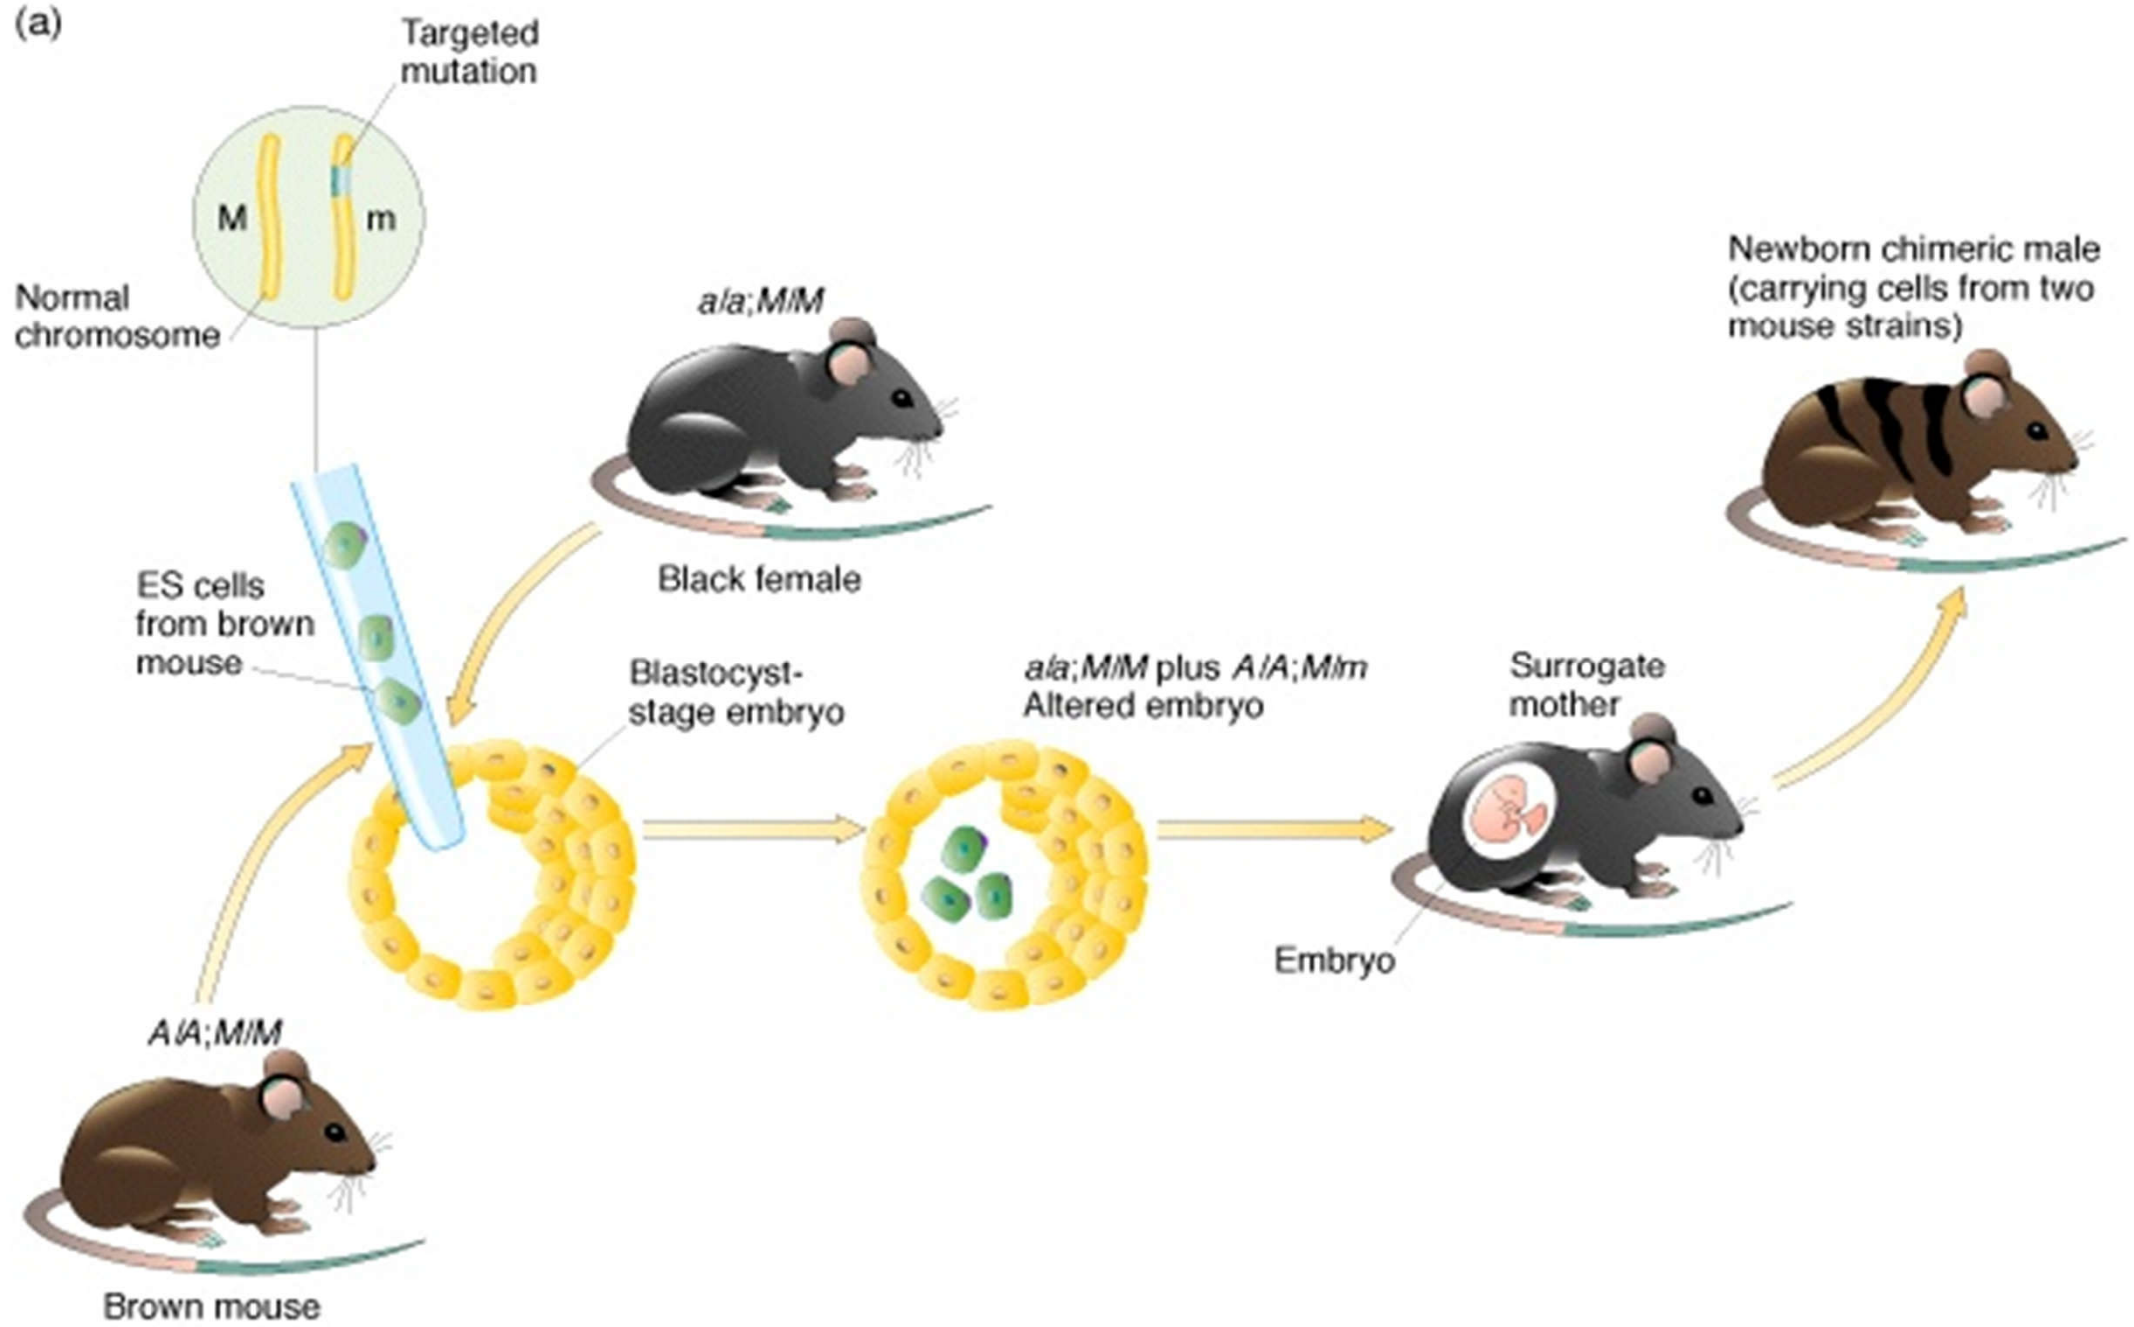 (a)
Targeted
mutation
M
m
Normal
chromosome
a/a;M/M
Newborn chimeric male
(carrying cells from two
mouse strains)
Black female
ES cells
from brown
mouse
Blastocyst-
stage embryo
a/a;M/M plus A/A;M/m
Altered embryo
Surrogate
mother
Embryo
A/A;M/M
Brown mouse